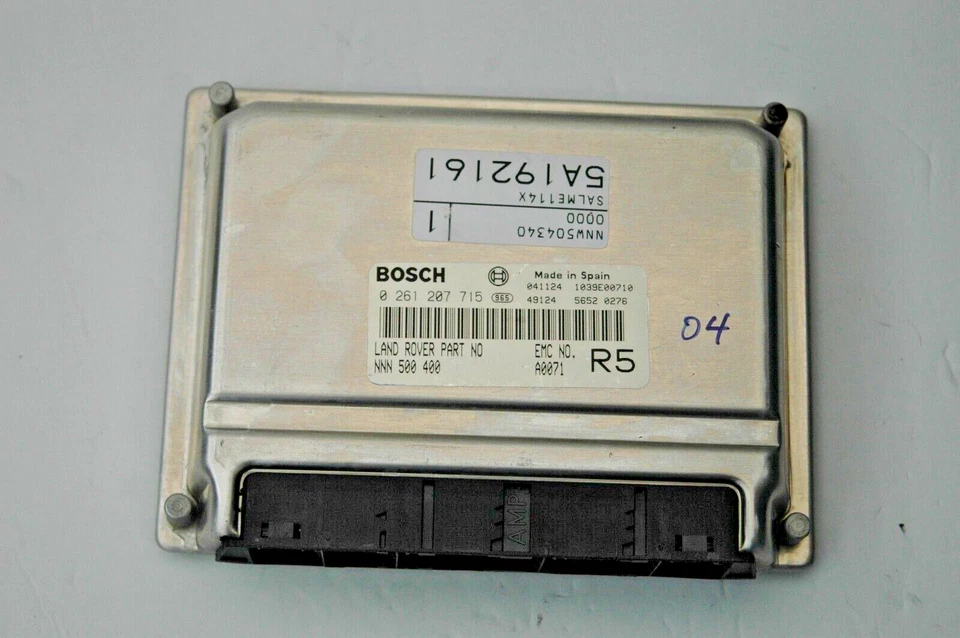 NNW504340
0000 1
SALME114X
5A192161
BOSCH Made in Spain
041124 1039E00710
0 261 207 715 965 49124 5652 0276
LAND ROVER PART NO EMC NO. R5
NNN 500 400 A0071
04
AMP